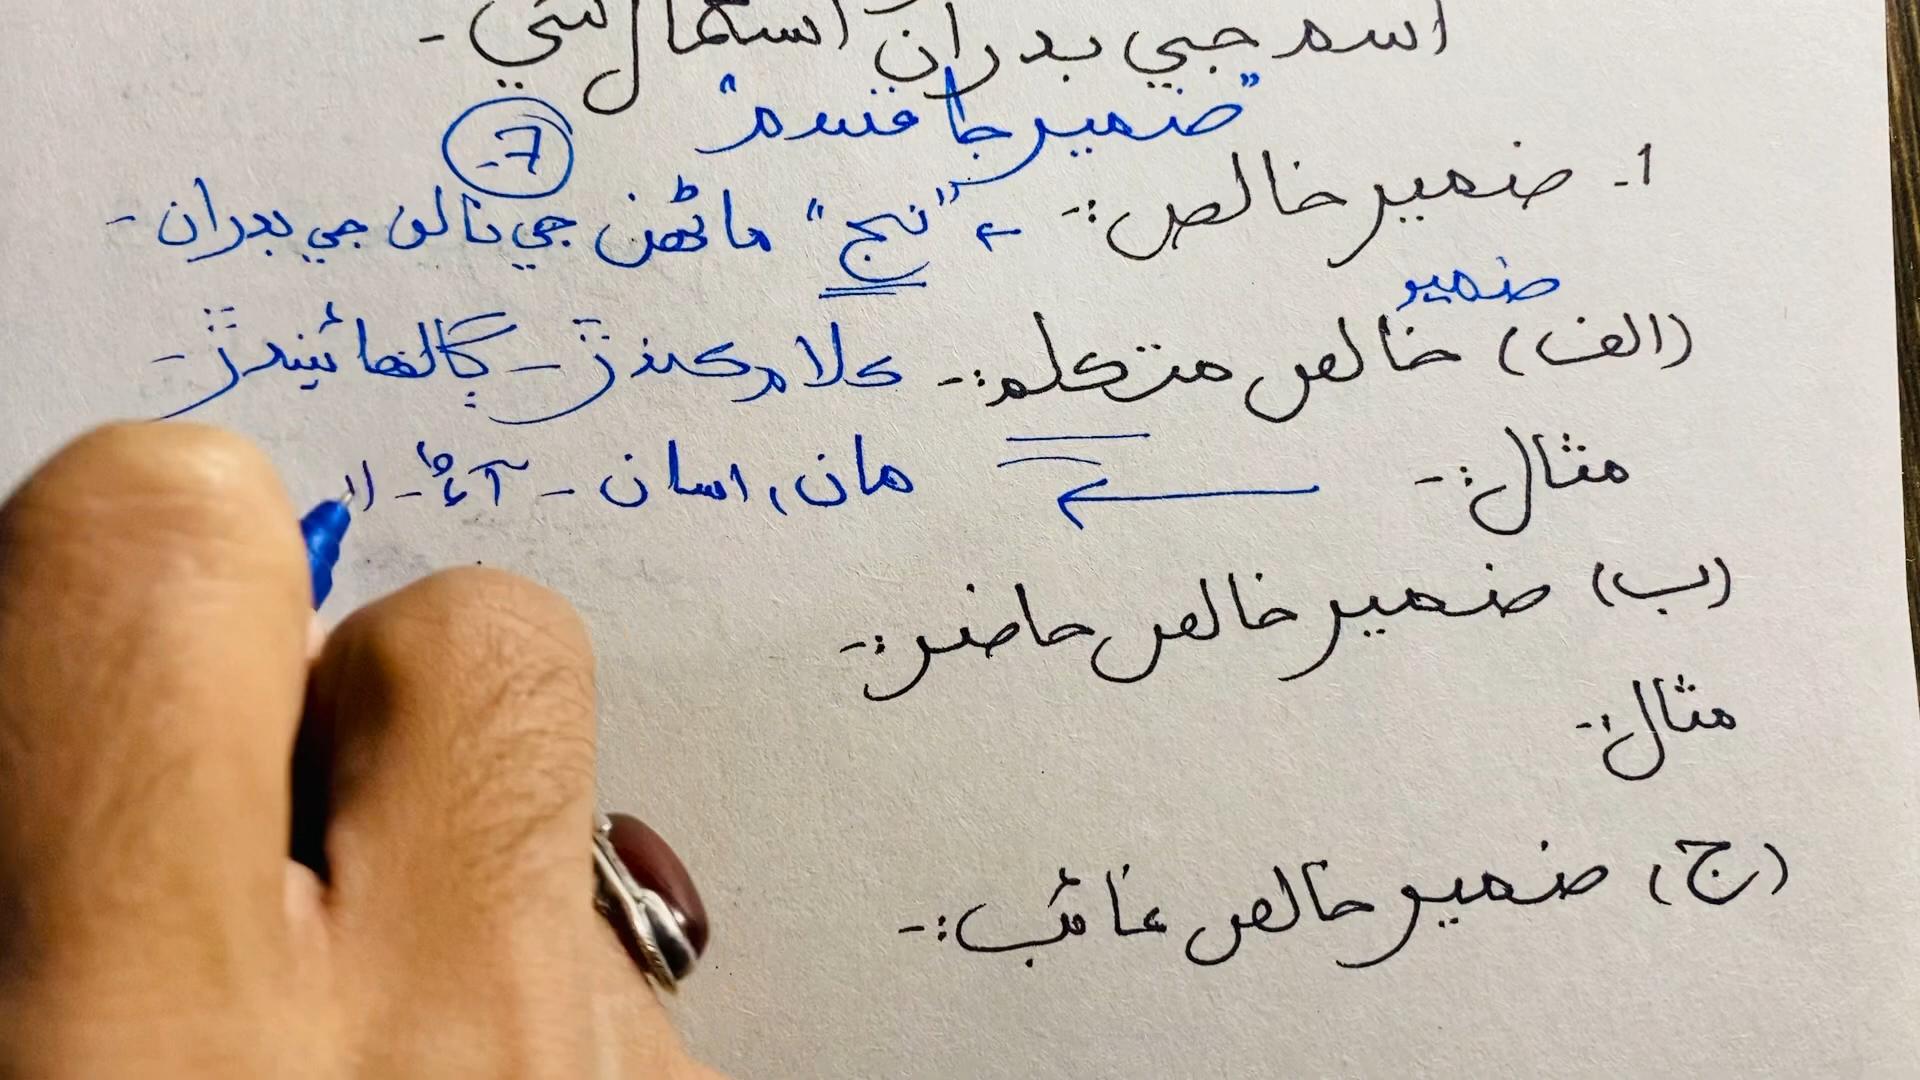 اسم جي بدران استعمال ٿئي -
"ضمير جا قسم" 7-
1- ضمير خالص :- "نج" ماڻهن جي نالن جي بدران -
ضمير
(الف) خالص متڪلم :- ڪلام ڪندڙ - ڳالهائيندڙ -
مثال :- مان، اسان - آءٌ -
(ب) ضمير خالص حاضر :-
مثال :-
(ج) ضمير خالص غائب :-